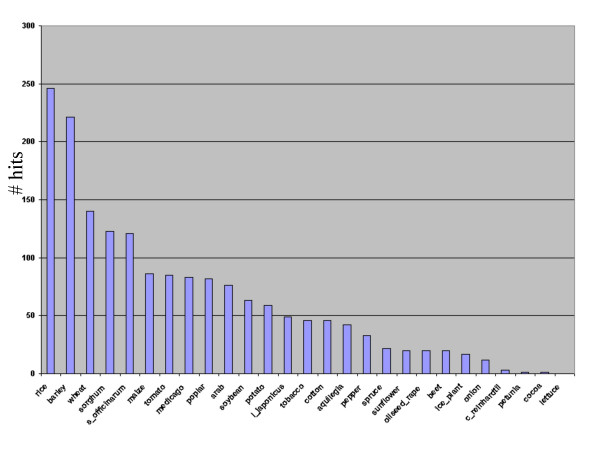 300
250
200
150
100
50
0
# hits
rice
barley
wheat
sorghum
s_officinarum
maize
tomato
medicago
poplar
arab
soybean
potato
l_japonicus
tobacco
cotton
aquilegia
pepper
spruce
sunflower
oilseed_rape
beet
ice_plant
onion
c_reinhardtii
petunia
cocoa
lettuce